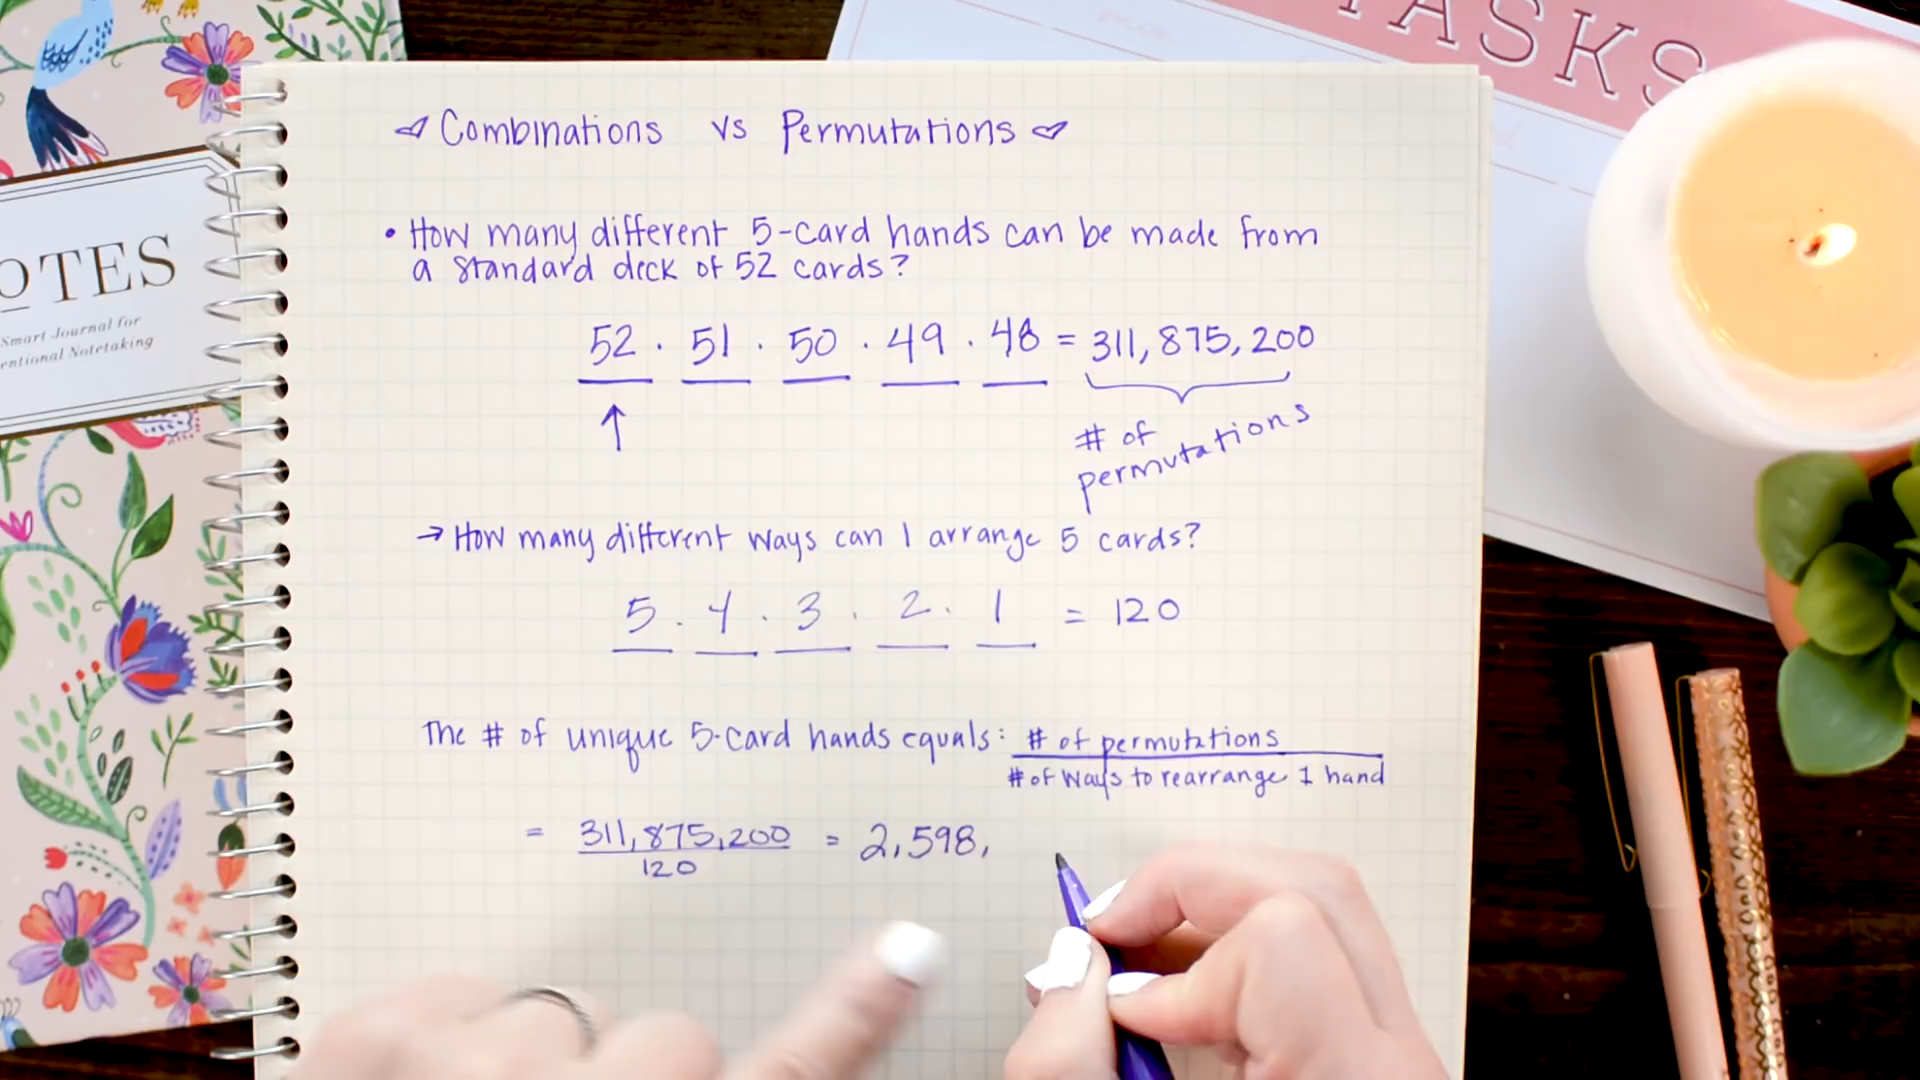 TASKS
Combinations vs Permutations
• How many different 5-card hands can be made from
a standard deck of 52 cards?
52 · 51 · 50 · 49 · 48 = 311,875,200
↑
# of
permutations
→ How many different ways can I arrange 5 cards?
5 · 4 · 3 · 2 · 1 = 120
The # of unique 5-card hands equals: # of permutations
# of ways to rearrange 1 hand
= 311,875,200 = 2,598,
120
OTES
Smart Journal for
entional Notetaking